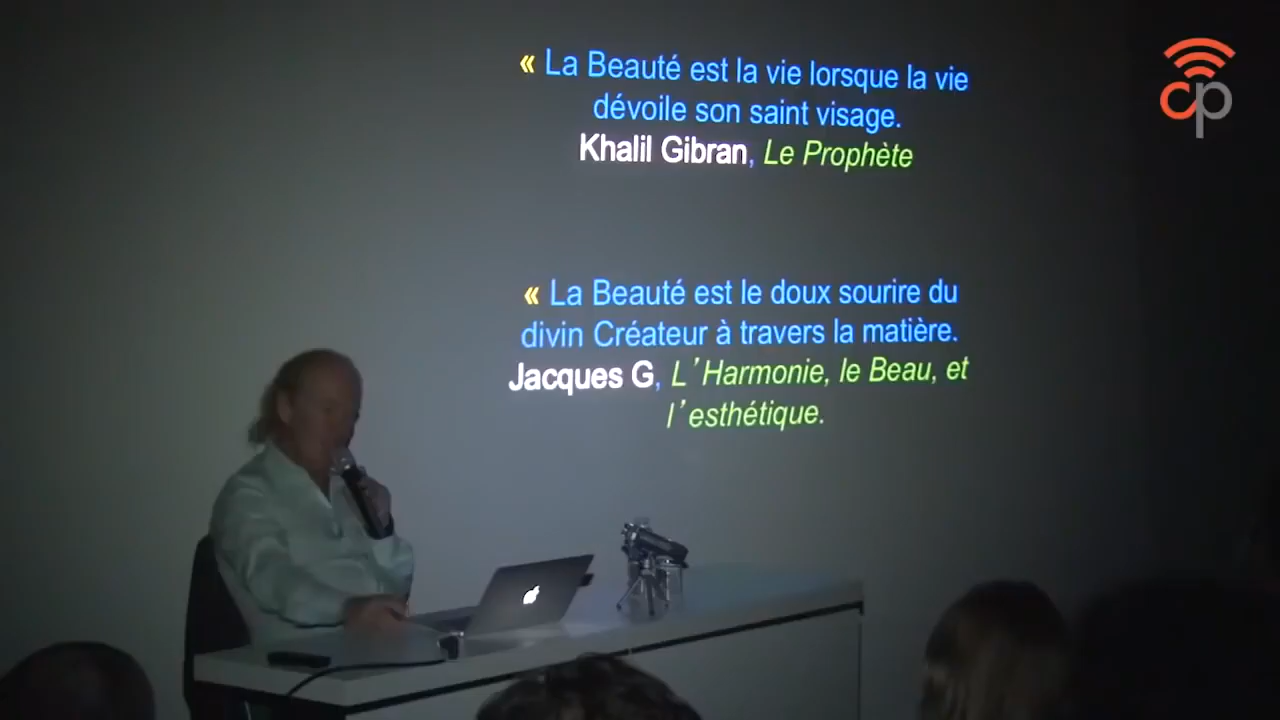 « La Beauté est la vie lorsque la vie
dévoile son saint visage.
Khalil Gibran, Le Prophète
« La Beauté est le doux sourire du
divin Créateur à travers la matière.
Jacques G, L'Harmonie, le Beau, et
l'esthétique.
cp